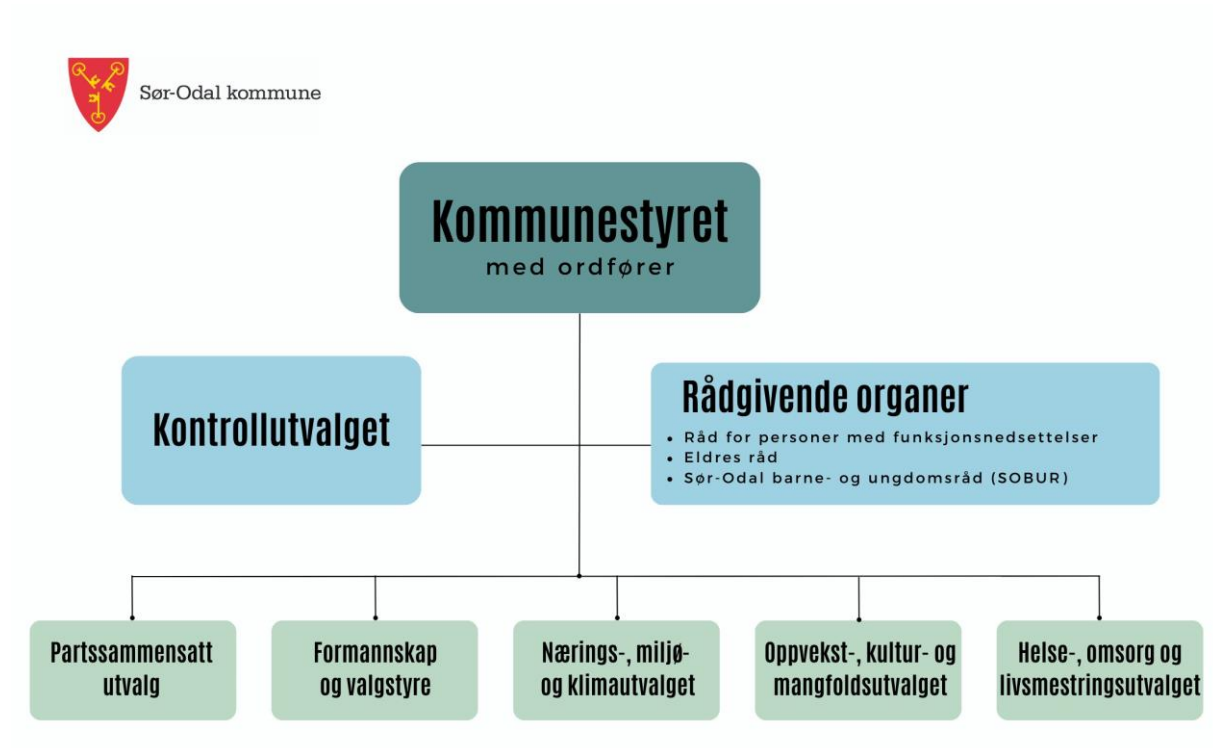 Sør-Odal kommune
Kommunestyret
med ordfører
Kontrollutvalget
Rådgivende organer
• Råd for personer med funksjonsnedsettelser
• Eldres råd
• Sør-Odal barne- og ungdomsråd (SOBUR)
Partssammensatt
utvalg
Formannskap
og valgstyre
Nærings-, miljø-
og klimautvalget
Oppvekst-, kultur- og
mangfoldsutvalget
Helse-, omsorg og
livsmestringsutvalget